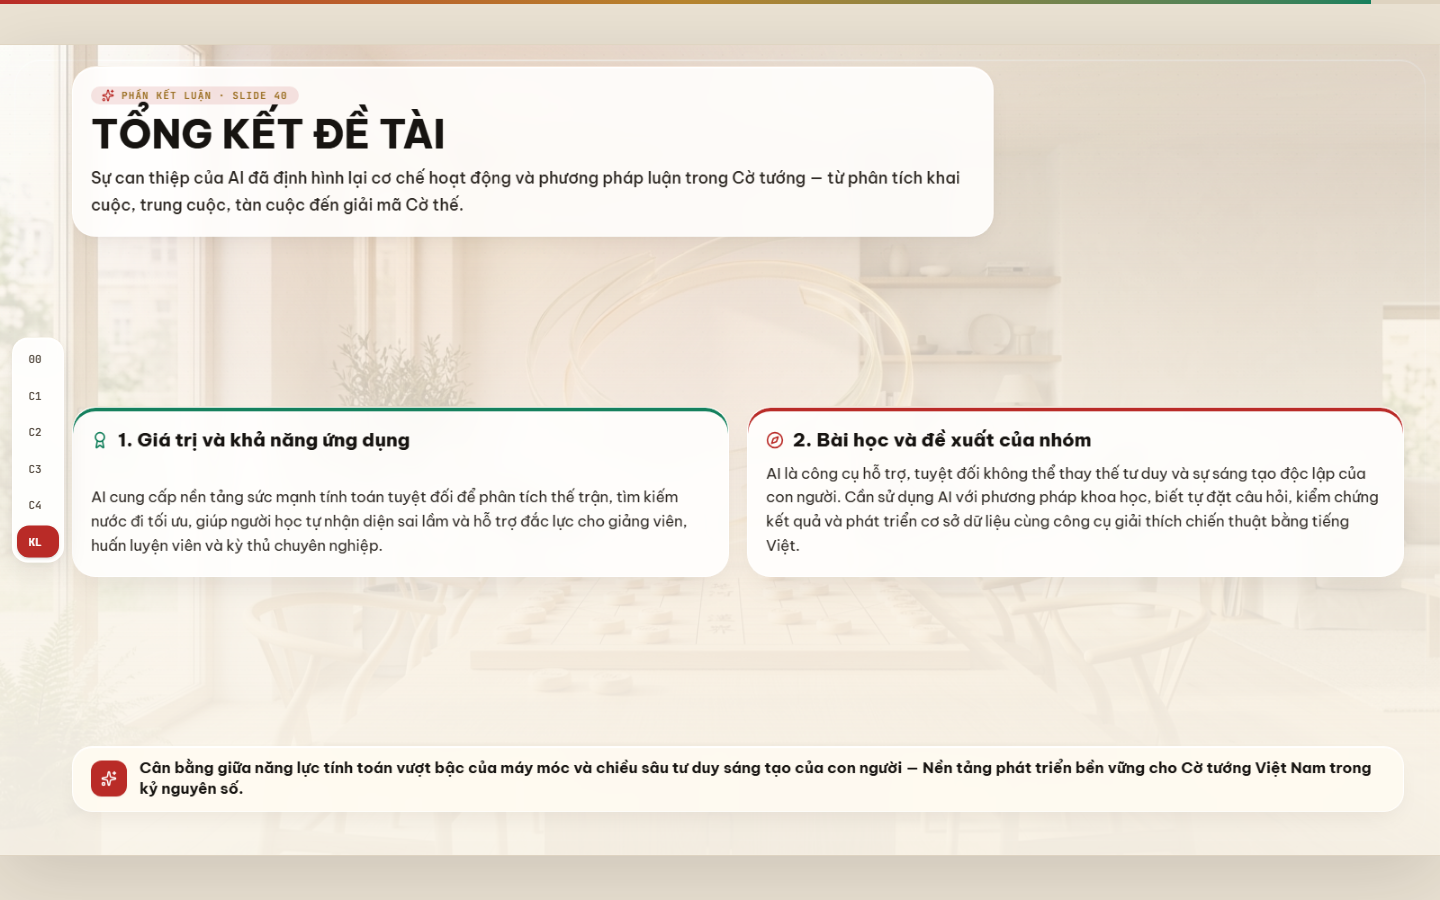 PHẦN KẾT LUẬN · SLIDE 40
TỔNG KẾT ĐỀ TÀI
Sự can thiệp của AI đã định hình lại cơ chế hoạt động và phương pháp luận trong Cờ tướng — từ phân tích khai
cuộc, trung cuộc, tàn cuộc đến giải mã Cờ thế.
00
C1
C2
C3
C4
KL
1. Giá trị và khả năng ứng dụng
AI cung cấp nền tảng sức mạnh tính toán tuyệt đối để phân tích thế trận, tìm kiếm
nước đi tối ưu, giúp người học tự nhận diện sai lầm và hỗ trợ đắc lực cho giảng viên,
huấn luyện viên và kỳ thủ chuyên nghiệp.
2. Bài học và đề xuất của nhóm
AI là công cụ hỗ trợ, tuyệt đối không thể thay thế tư duy và sự sáng tạo độc lập của
con người. Cần sử dụng AI với phương pháp khoa học, biết tự đặt câu hỏi, kiểm chứng
kết quả và phát triển cơ sở dữ liệu cùng công cụ giải thích chiến thuật bằng tiếng
Việt.
Cân bằng giữa năng lực tính toán vượt bậc của máy móc và chiều sâu tư duy sáng tạo của con người — Nền tảng phát triển bền vững cho Cờ tướng Việt Nam trong
kỷ nguyên số.